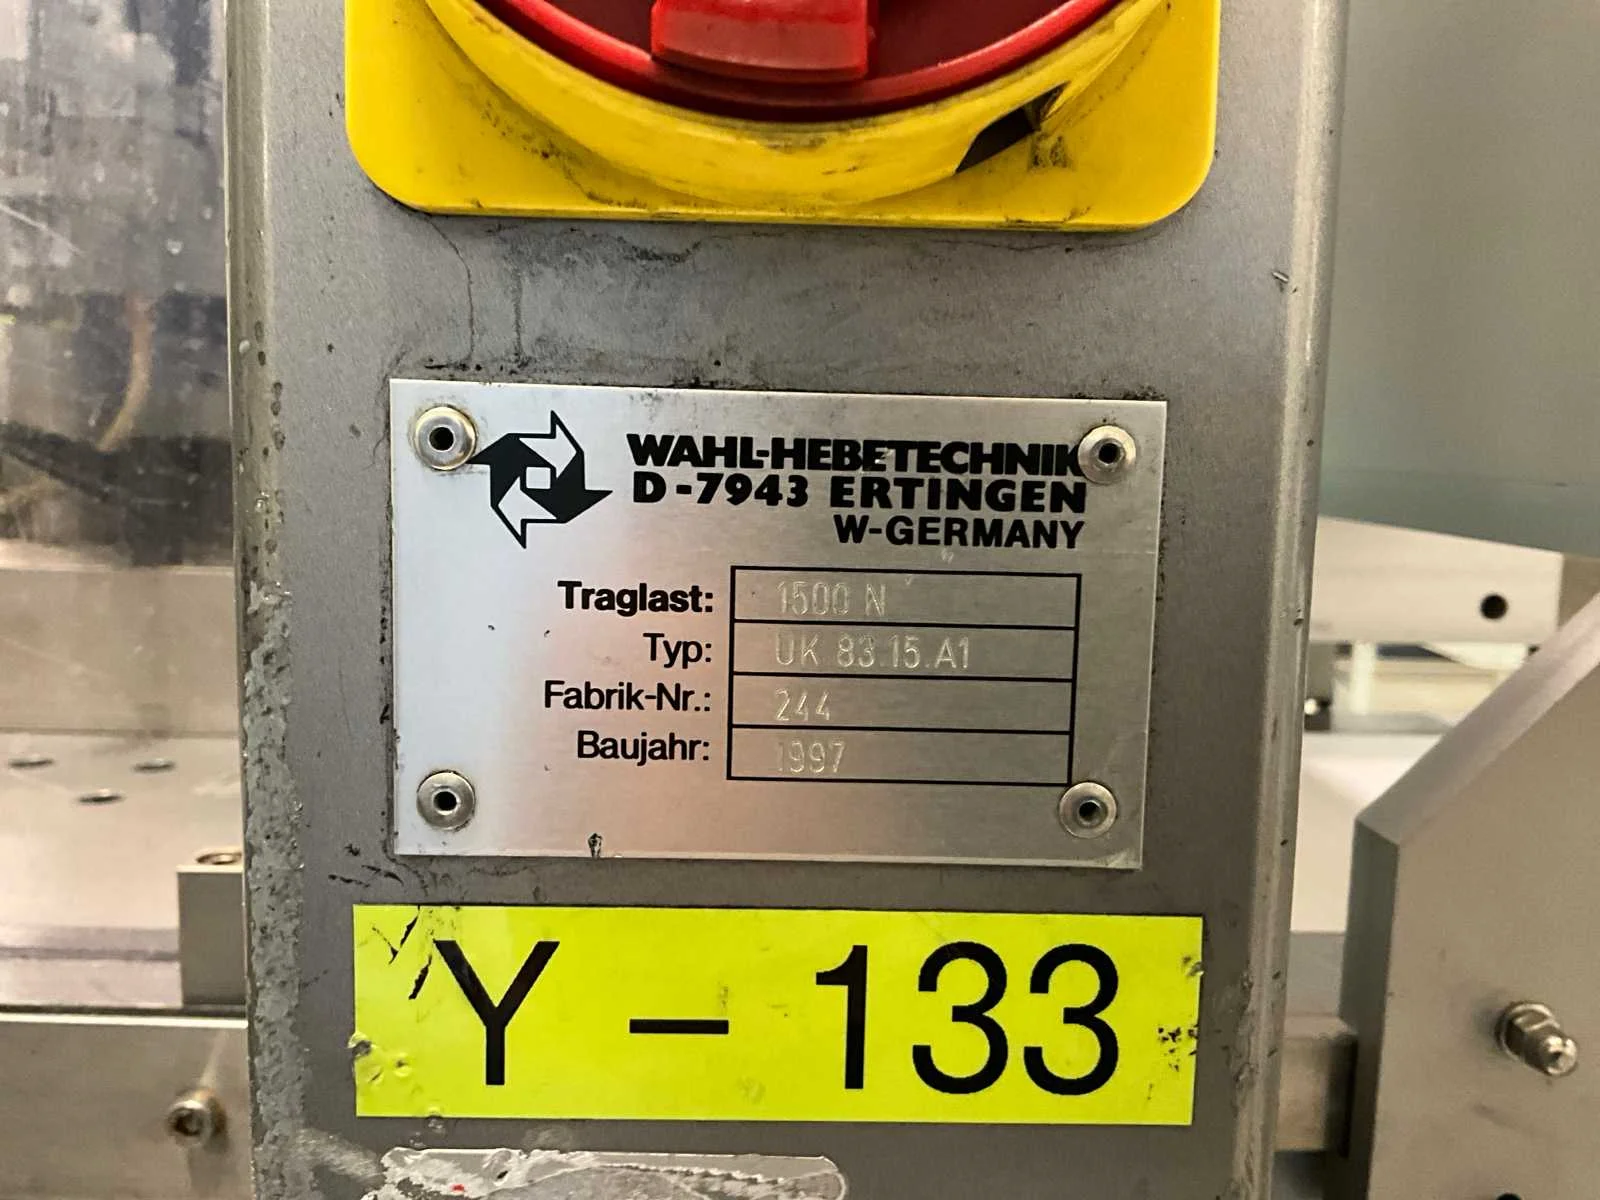 WAHL-HEBETECHNIK
D-7943 ERTINGEN
W-GERMANY
Traglast: 1500 N
Typ: UK 83.15.A1
Fabrik-Nr.: 244
Baujahr: 1997
Y - 133